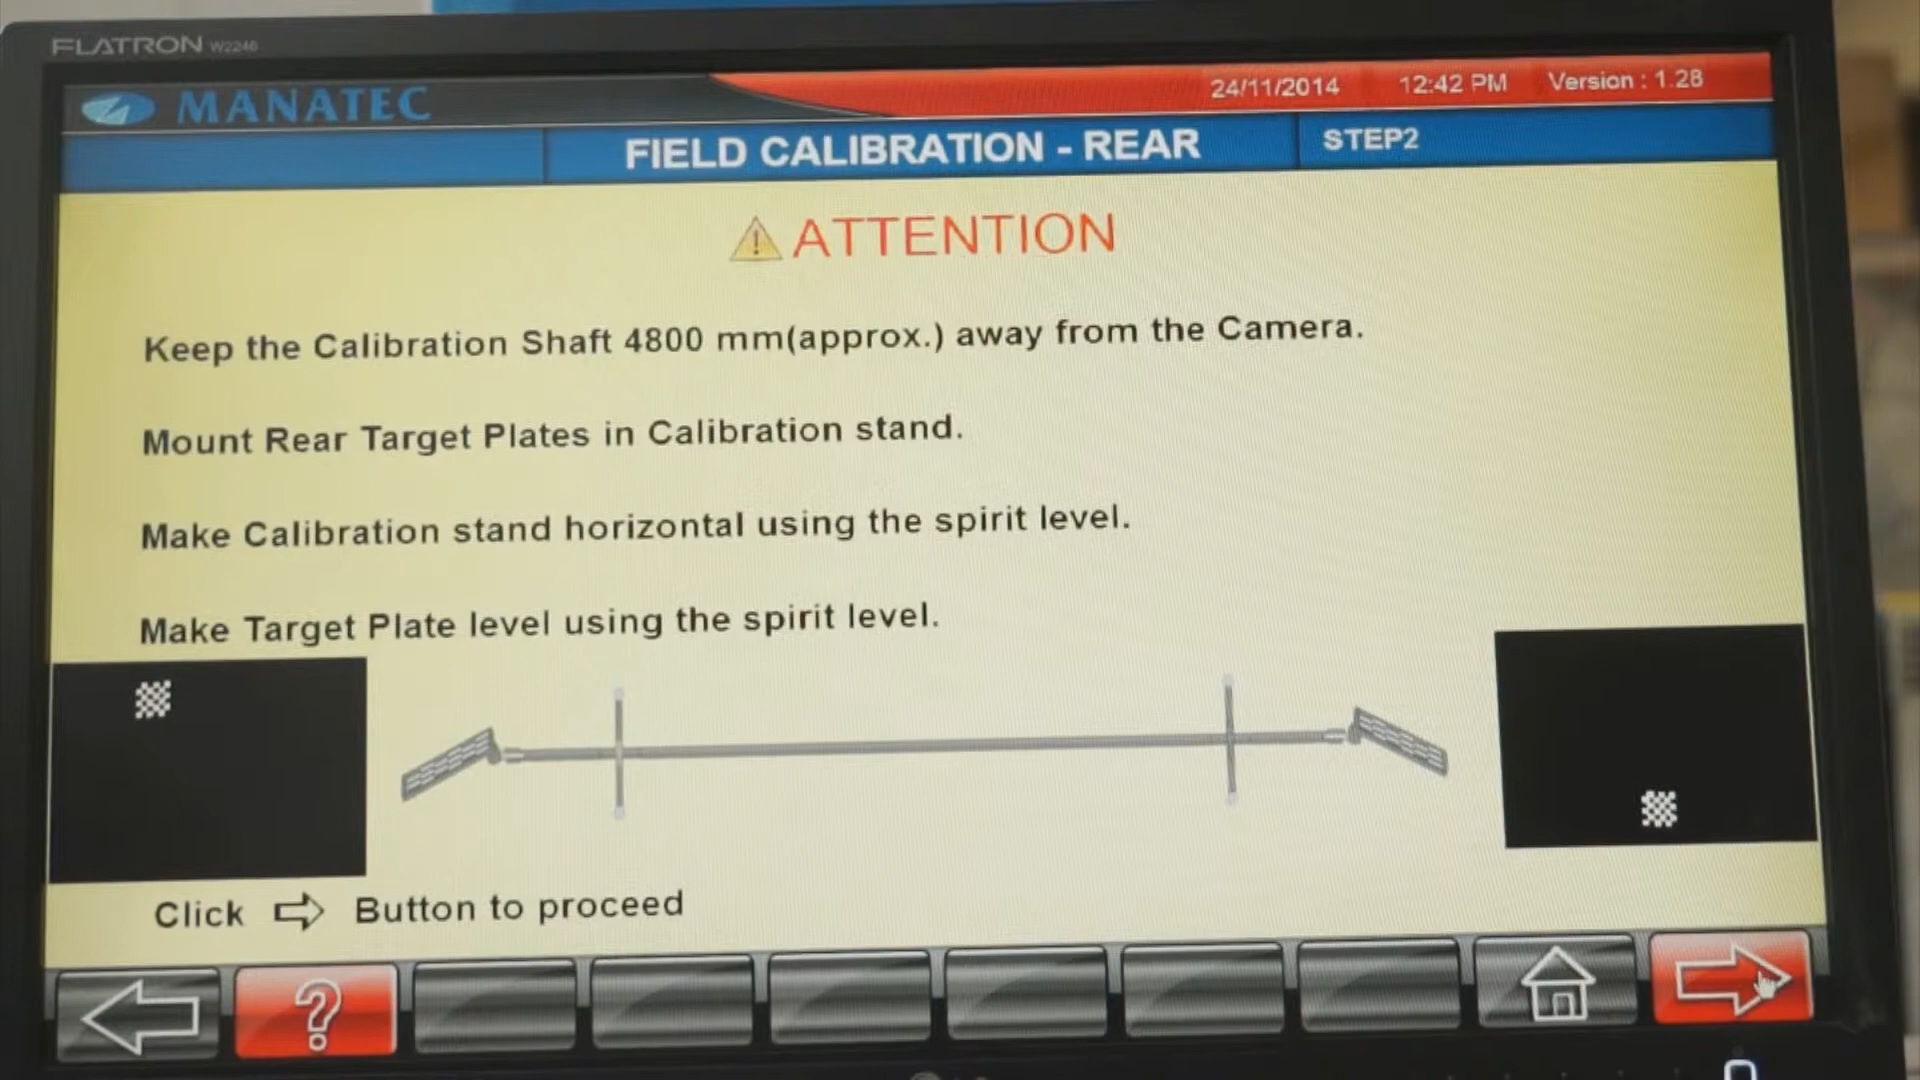 FLATRON W2246
MANATEC
24/11/2014 12:42 PM Version : 1.28
FIELD CALIBRATION - REAR STEP2
ATTENTION
Keep the Calibration Shaft 4800 mm(approx.) away from the Camera.
Mount Rear Target Plates in Calibration stand.
Make Calibration stand horizontal using the spirit level.
Make Target Plate level using the spirit level.
Click Button to proceed
?